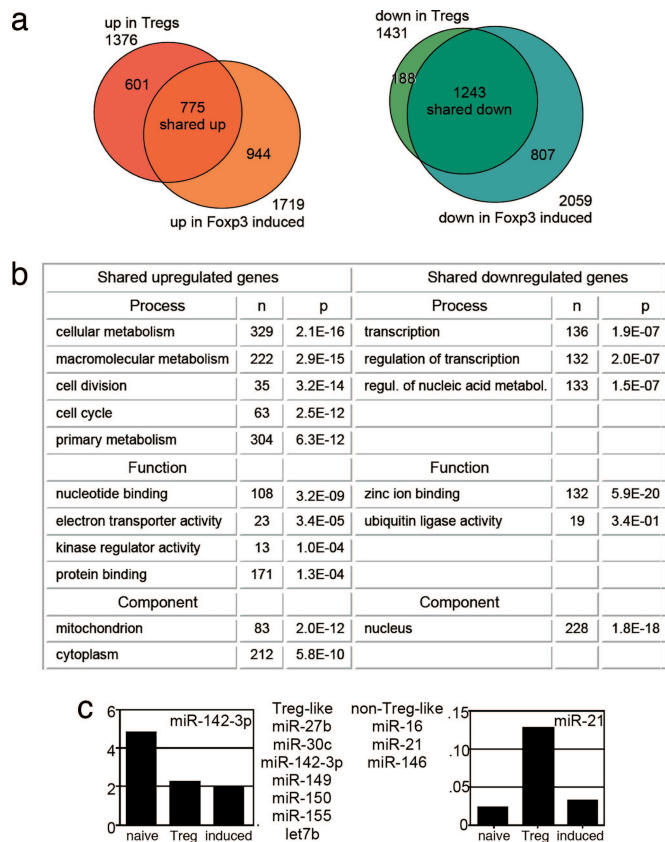 a
up in Tregs
1376
601
775
shared up
944
1719
up in Foxp3 induced
down in Tregs
1431
188
1243
shared down
807
2059
down in Foxp3 induced
b
Shared upregulated genes Shared downregulated genes
Process n p Process n p
cellular metabolism 329 2.1E-16 transcription 136 1.9E-07
macromolecular metabolism 222 2.9E-15 regulation of transcription 132 2.0E-07
cell division 35 3.2E-14 regul. of nucleic acid metabol. 133 1.5E-07
cell cycle 63 2.5E-12
primary metabolism 304 6.3E-12
Function Function
nucleotide binding 108 3.2E-09 zinc ion binding 132 5.9E-20
electron transporter activity 23 3.4E-05 ubiquitin ligase activity 19 3.4E-01
kinase regulator activity 13 1.0E-04
protein binding 171 1.3E-04
Component Component
mitochondrion 83 2.0E-12 nucleus 228 1.8E-18
cytoplasm 212 5.8E-10
c
6
4
2
0
miR-142-3p
naive Treg induced
Treg-like
miR-27b
miR-30c
miR-142-3p
miR-149
miR-150
miR-155
let7b
non-Treg-like
miR-16
miR-21
miR-146
.15
.10
.05
.00
miR-21
naive Treg induced